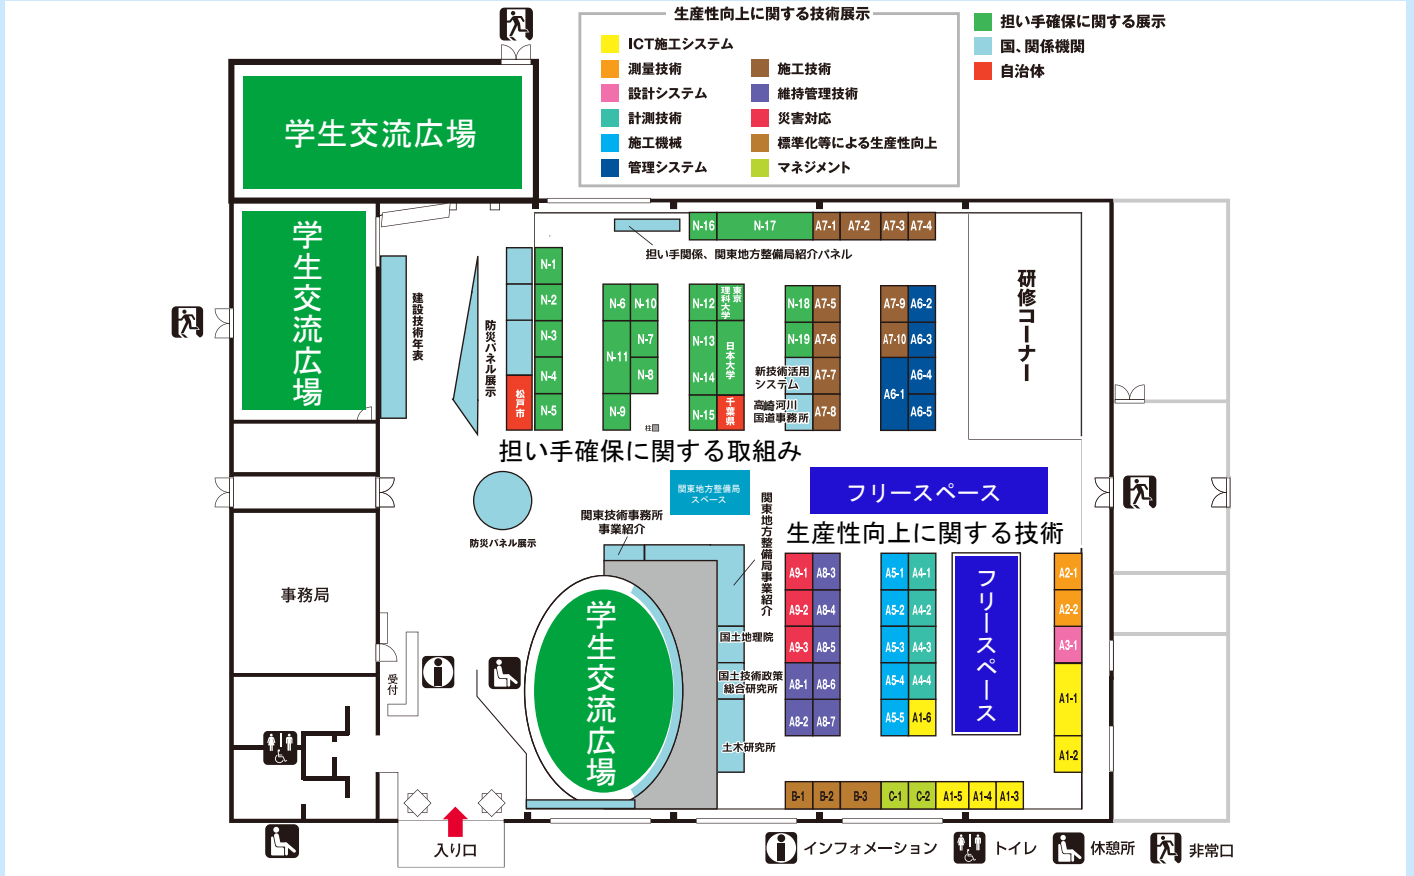 生産性向上に関する技術展示
ICT施工システム
測量技術
設計システム
計測技術
施工機械
管理システム
施工技術
維持管理技術
災害対応
標準化等による生産性向上
マネジメント
担い手確保に関する展示
国、関係機関
自治体
学生交流広場
学生交流広場
建設技術年表
防災パネル展示
松戸市
N-1
N-2
N-3
N-4
N-5
担い手関係、関東地方整備局紹介パネル
N-16
N-17
A7-1
A7-2
A7-3
A7-4
N-6
N-10
N-11
N-7
N-8
N-9
柱
N-12
東京理科大学
N-13
日本大学
N-14
N-15
千葉県
N-18
A7-5
N-19
A7-6
新技術活用
システム
A7-7
高崎河川
国道事務所
A7-8
A7-9
A6-2
A7-10
A6-3
A6-1
A6-4
A6-5
研修コーナー
担い手確保に関する取組み
防災パネル展示
関東地方整備局
スペース
フリースペース
生産性向上に関する技術
関東技術事務所
事業紹介
関東地方整備局事業紹介
国土地理院
国土技術政策
総合研究所
土木研究所
学生交流広場
事務局
受付
A9-1
A8-3
A9-2
A8-4
A9-3
A8-5
A8-1
A8-6
A8-2
A8-7
A5-1
A4-1
A5-2
A4-2
A5-3
A4-3
A5-4
A4-4
A5-5
A1-6
フリースペース
A2-1
A2-2
A3-1
A1-1
A1-2
B-1
B-2
B-3
C-1
C-2
A1-5
A1-4
A1-3
入り口
インフォメーション
トイレ
休憩所
非常口